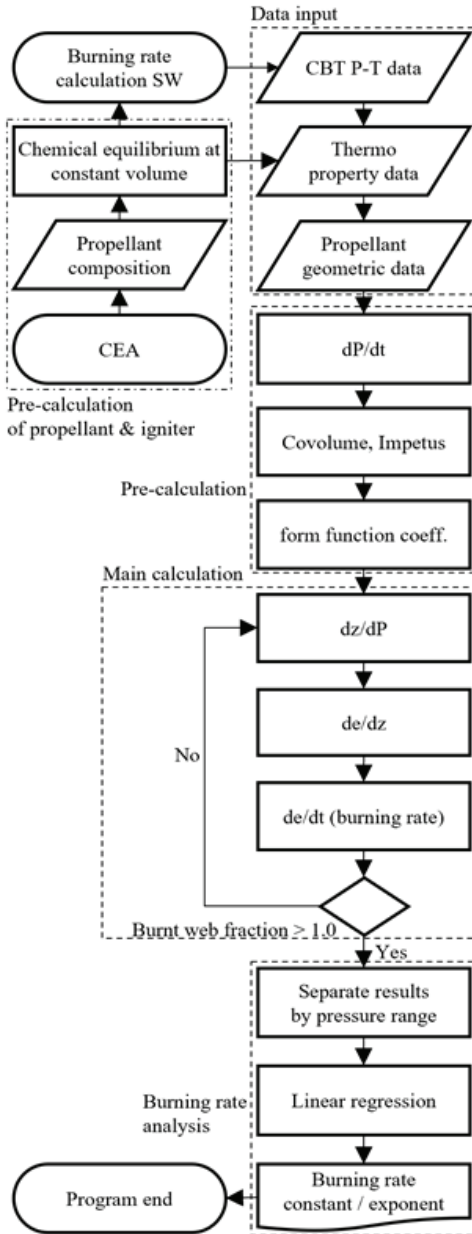 Data input
Burning rate
calculation SW
CBT P-T data
Chemical equilibrium at
constant volume
Thermo
property data
Propellant
composition
Propellant
geometric data
CEA
Pre-calculation
of propellant & igniter
dP/dt
Covolume, Impetus
Pre-calculation
form function coeff.
Main calculation
dz/dP
de/dz
No
de/dt (burning rate)
Burnt web fraction > 1.0
Yes
Separate results
by pressure range
Linear regression
Burning rate
analysis
Burning rate
constant / exponent
Program end